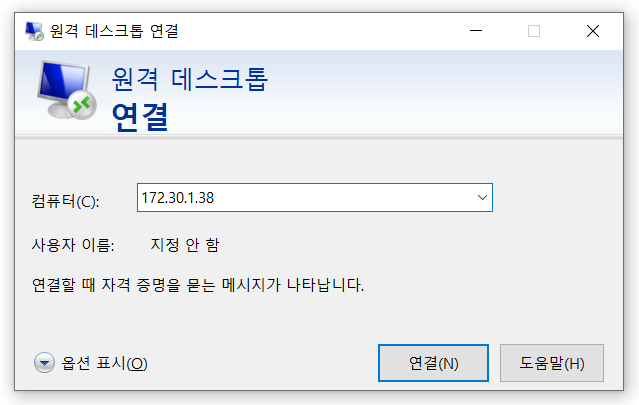 원격 데스크톱 연결
원격 데스크톱
연결
컴퓨터(C): 172.30.1.38
사용자 이름: 지정 안 함
연결할 때 자격 증명을 묻는 메시지가 나타납니다.
옵션 표시(O) 연결(N) 도움말(H)